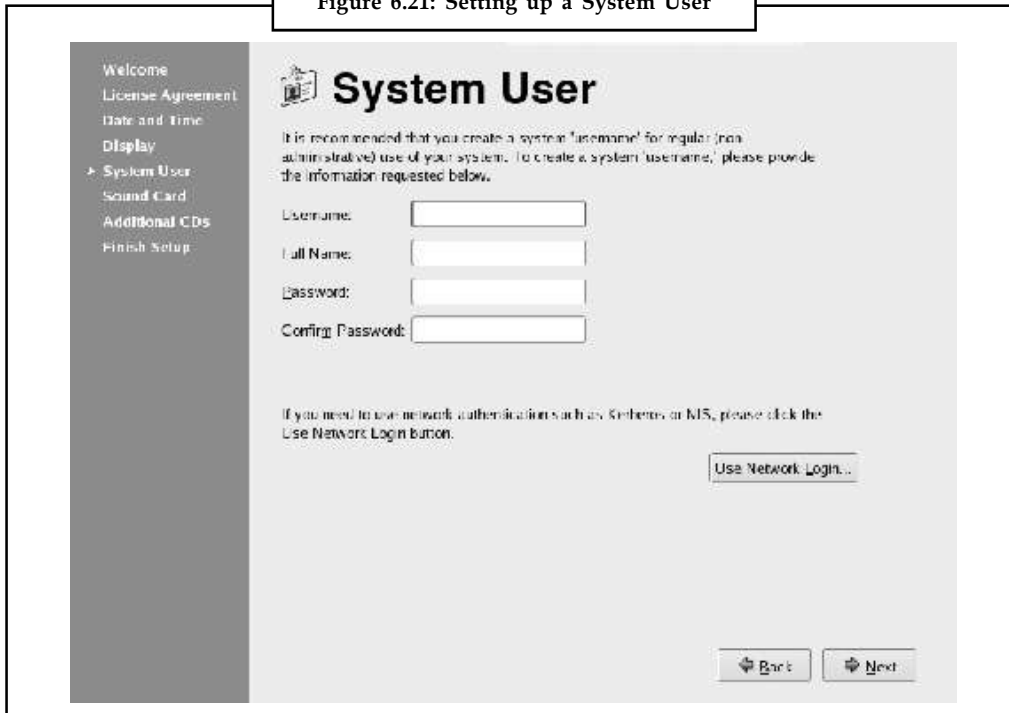 Figure 6.21: Setting up a System User
Welcome
License Agreement
Date and Time
Display
System User
Sound Card
Additional CDs
Finish Setup
System User
It is recommended that you create a system 'username' for regular (non-
administrative) use of your system. To create a system 'username,' please provide
the information requested below.
Username:
Full Name:
Password:
Confirm Password:
If you need to use network authentication such as Kerberos or NIS, please click the
Use Network Login button.
Use Network Login...
Back
Next